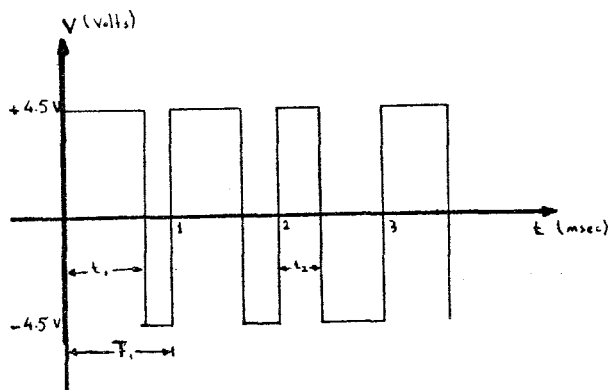 V (volts)
+4.5 V
1 2 3
t (msec)
t₁ t₂
-4.5 V
T₁